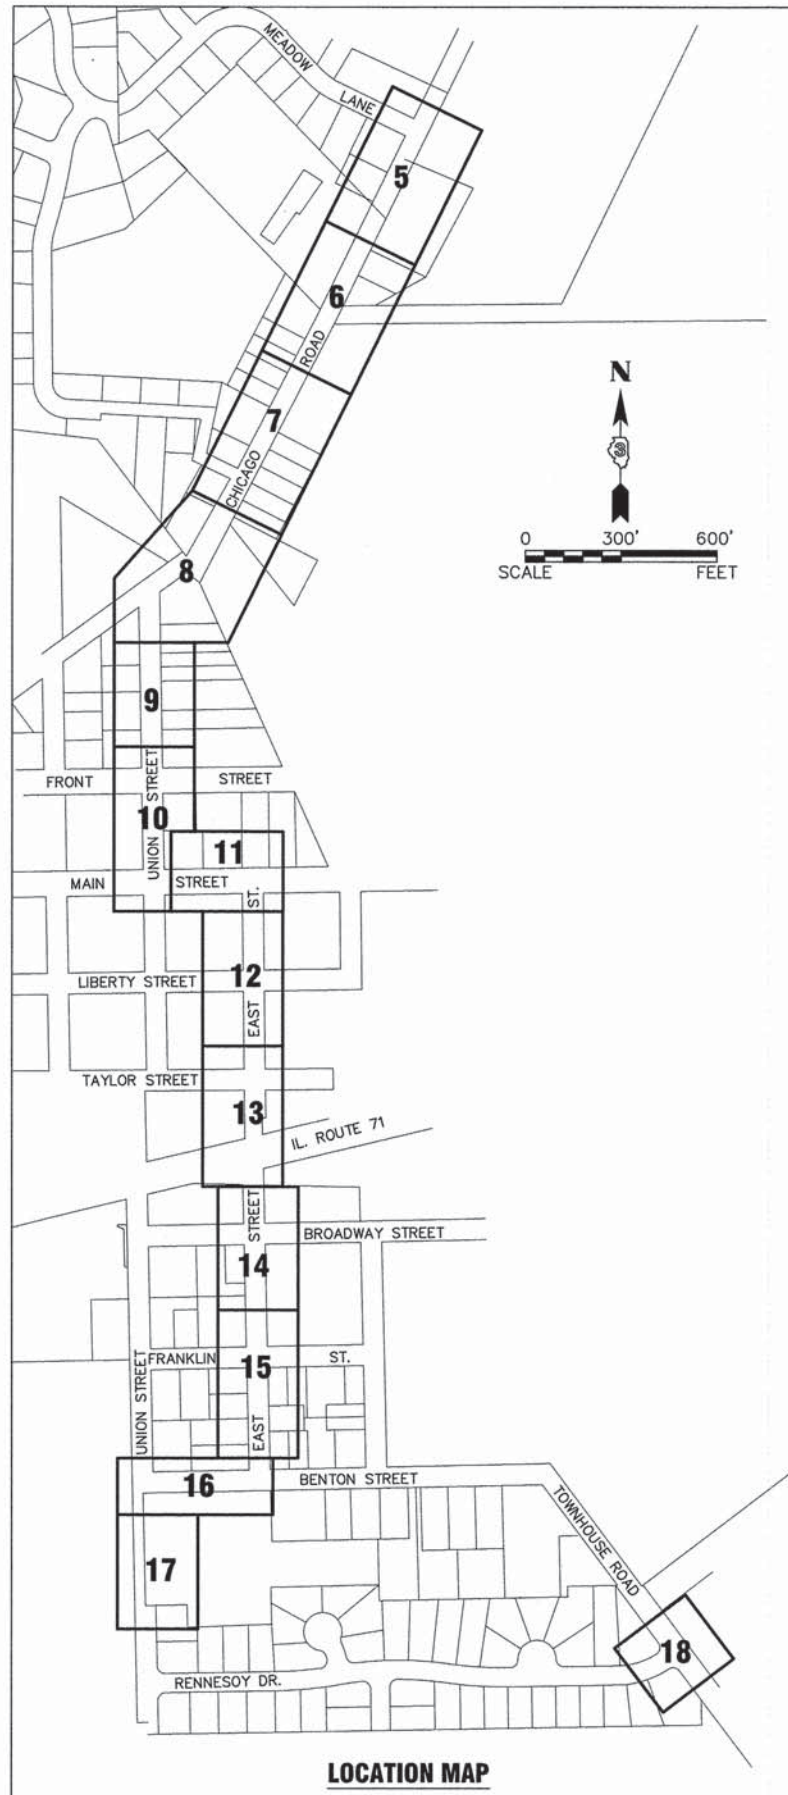 MEADOW
LANE
5
6
ROAD
N
3
7
CHICAGO
0 300' 600'
SCALE FEET
8
9
STREET
FRONT STREET
10
UNION
11
MAIN STREET
ST.
12
LIBERTY STREET
EAST
TAYLOR STREET
13
IL. ROUTE 71
STREET
BROADWAY STREET
14
FRANKLIN ST.
15
UNION STREET
EAST
16
BENTON STREET
TOWNHOUSE ROAD
17
18
RENNESOY DR.
LOCATION MAP